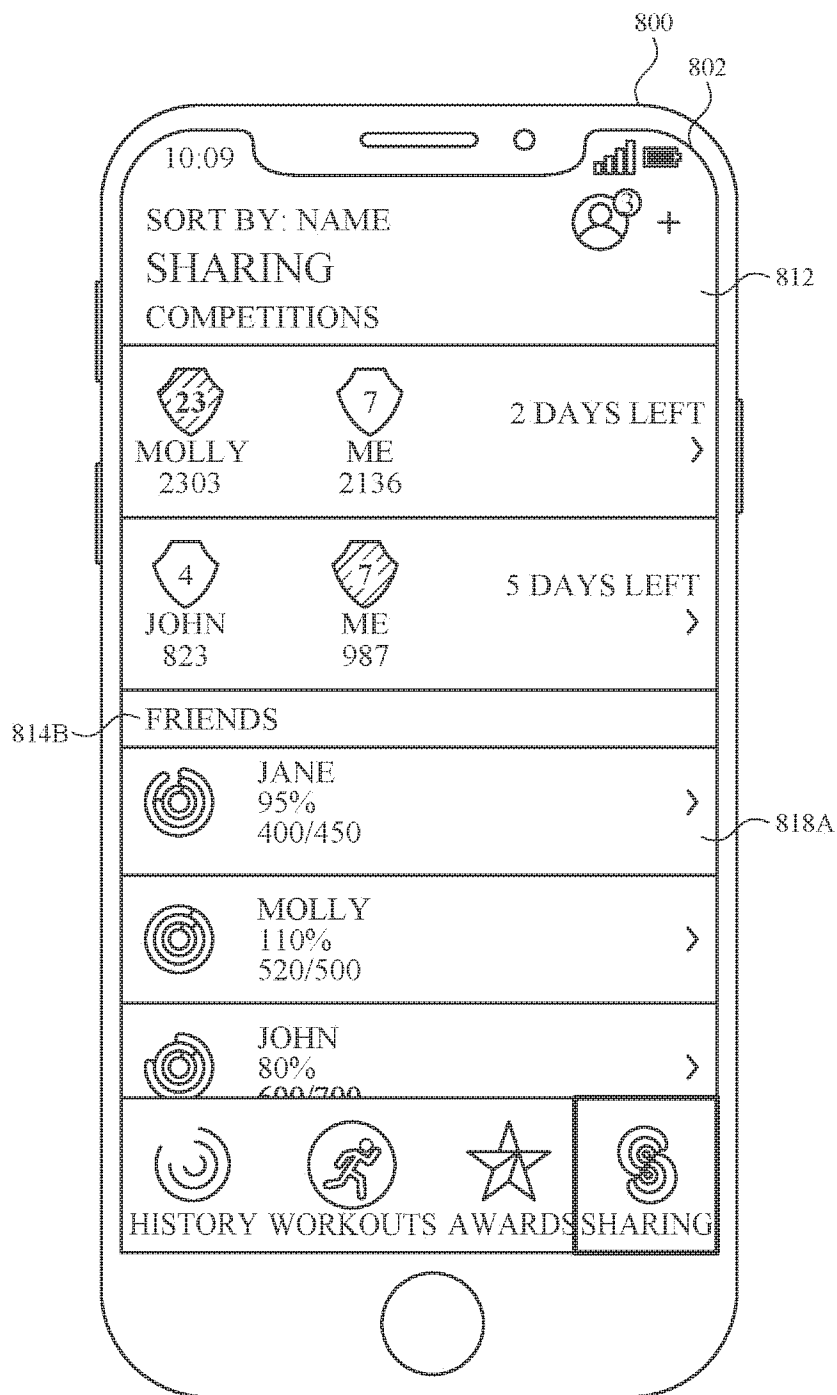 800
802
10:09
3
SORT BY: NAME
+
SHARING
812
COMPETITIONS
23 7 2 DAYS LEFT
MOLLY ME >
2303 2136
4 7 5 DAYS LEFT
JOHN ME >
823 987
814B
FRIENDS
JANE
95% >
400/450 818A
MOLLY
110% >
520/500
JOHN
80% >
600/700
HISTORY WORKOUTS AWARDS SHARING